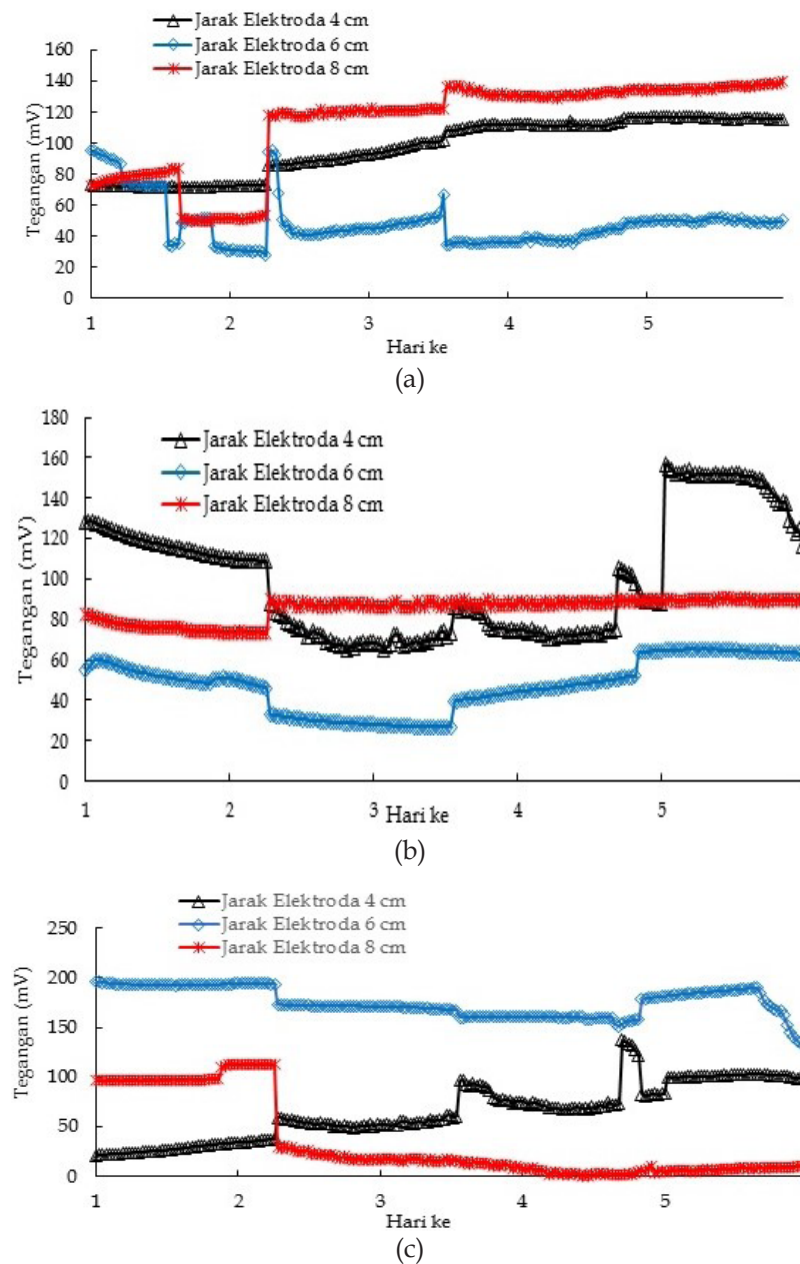 Jarak Elektroda 4 cm
Jarak Elektroda 6 cm
Jarak Elektroda 8 cm
Tegangan (mV)
160
140
120
100
80
60
40
20
0
1
2
3
4
5
Hari ke
(a)
Jarak Elektroda 4 cm
Jarak Elektroda 6 cm
Jarak Elektroda 8 cm
Tegangan (mV)
180
160
140
120
100
80
60
40
20
0
1
2
3
4
5
Hari ke
(b)
Jarak Elektroda 4 cm
Jarak Elektroda 6 cm
Jarak Elektroda 8 cm
Tegangan (mV)
250
200
150
100
50
0
1
2
3
4
5
Hari ke
(c)